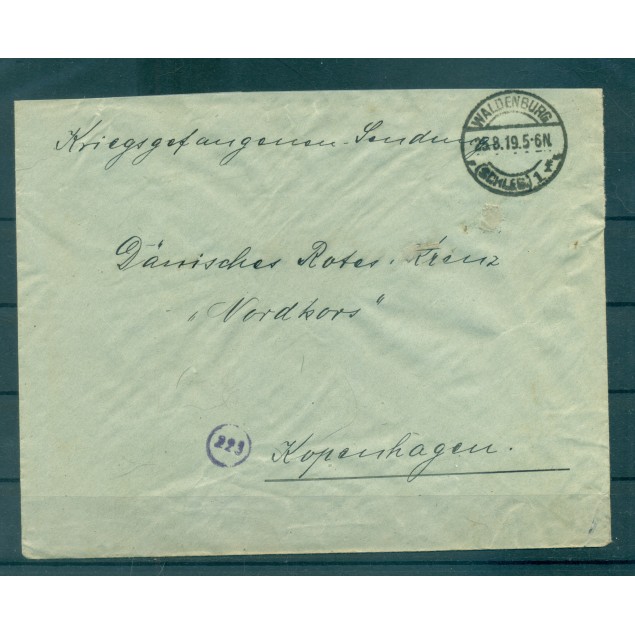 Kriegsgefangenen-Sendung
WALDENBURG
25.8.19.5-6N.
(SCHLES.) 1 f
Dänisches Rotes Kreuz
„Nordkors"
223
Kopenhagen.